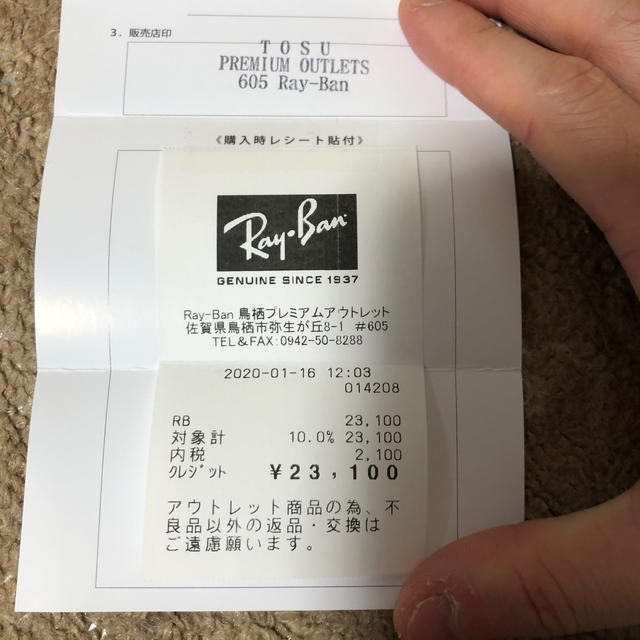 3. 販売店印
TOSU
PREMIUM OUTLETS
605 Ray-Ban
《購入時レシート貼付》
Ray-Ban
GENUINE SINCE 1937
Ray-Ban 鳥栖プレミアムアウトレット
佐賀県鳥栖市弥生が丘8-1 #605
TEL&FAX:0942-50-8288
2020-01-16 12:03
014208
RB 23,100
対象計 10.0% 23,100
内税 2,100
クレジット ¥23,100
アウトレット商品の為、不
良品以外の返品・交換は
ご遠慮願います。